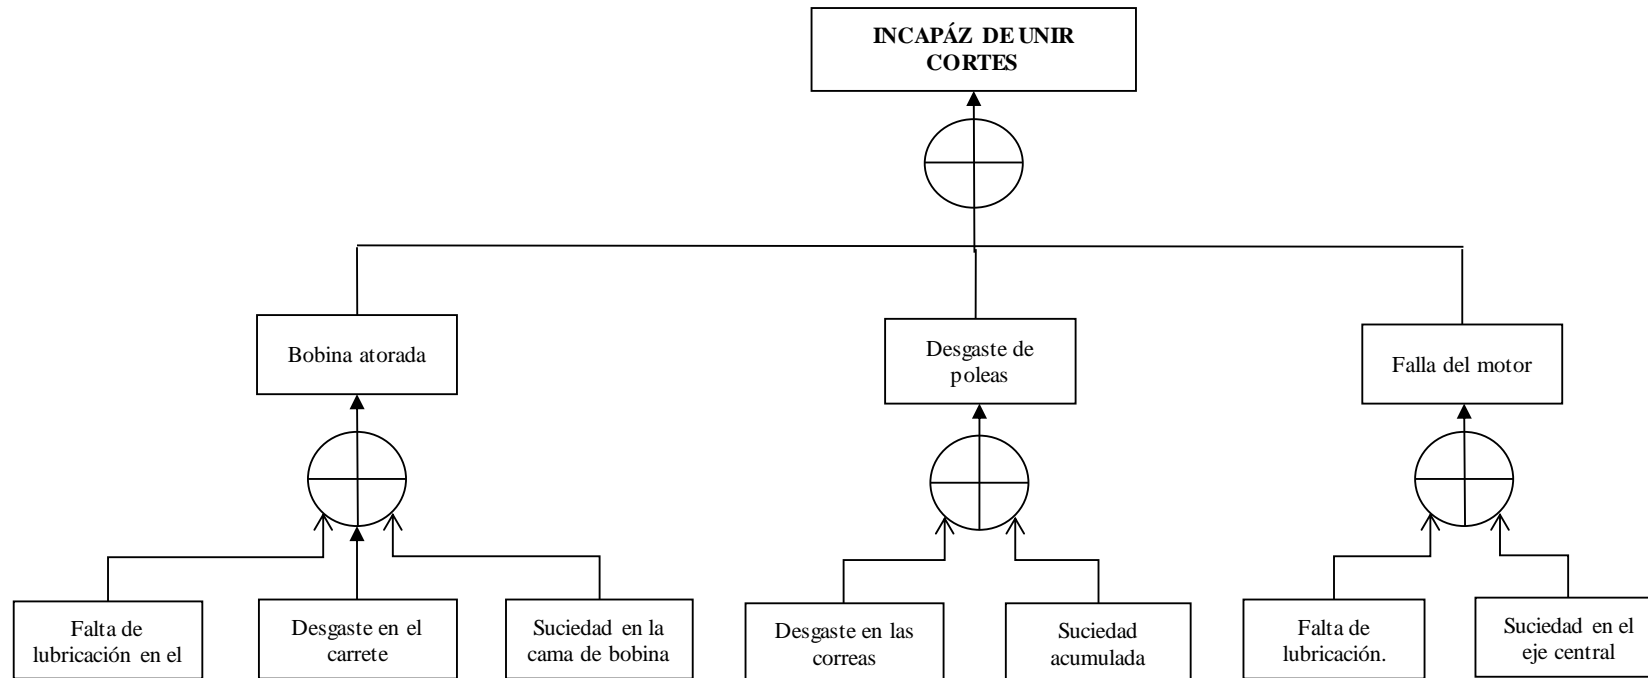 INCAPÁZ DE UNIR
CORTES
Bobina atorada
Desgaste de
poleas
Falla del motor
Falta de
lubricación en el
Desgaste en el
carrete
Suciedad en la
cama de bobina
Desgaste en las
correas
Suciedad
acumulada
Falta de
lubricación.
Suciedad en el
eje central